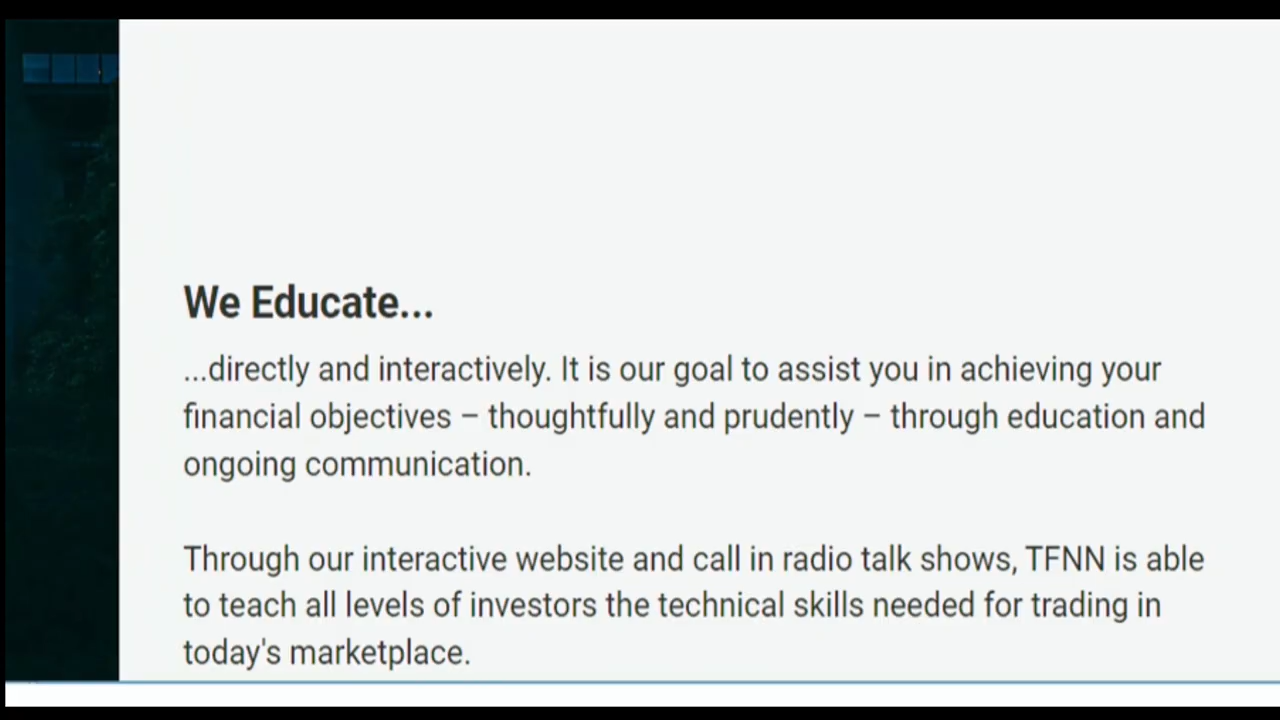 We Educate...
...directly and interactively. It is our goal to assist you in achieving your
financial objectives – thoughtfully and prudently – through education and
ongoing communication.
Through our interactive website and call in radio talk shows, TFNN is able
to teach all levels of investors the technical skills needed for trading in
today's marketplace.